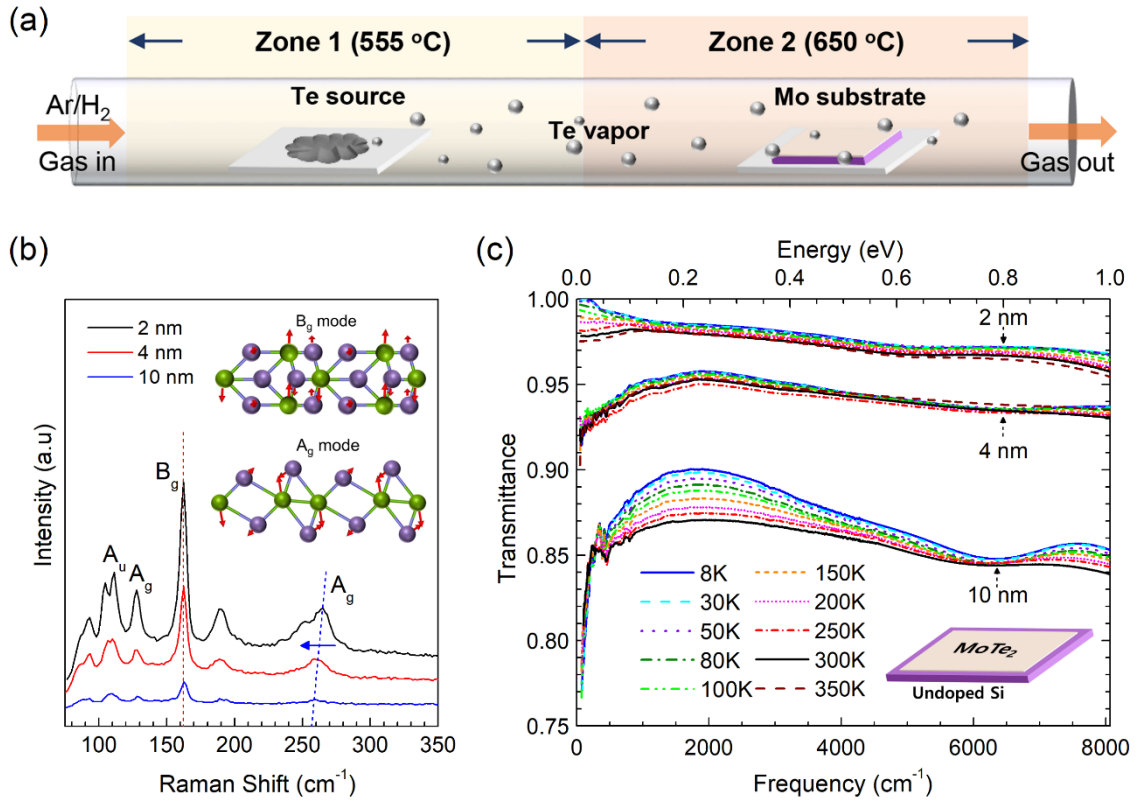 (a)
Zone 1 (555 °C)
Zone 2 (650 °C)
Te source
Mo substrate
Ar/H2
Te vapor
Gas in
Gas out
(b)
2 nm
4 nm
10 nm
Bg mode
Ag mode
Bg
Au
Ag
Ag
Intensity (a.u)
100 150 200 250 300 350
Raman Shift (cm-1)
(c)
Energy (eV)
0.0 0.2 0.4 0.6 0.8 1.0
1.00
0.95
0.90
0.85
0.80
0.75
Transmittance
2 nm
4 nm
10 nm
8K
30K
50K
80K
100K
150K
200K
250K
300K
350K
MoTe2
Undoped Si
0 2000 4000 6000 8000
Frequency (cm-1)